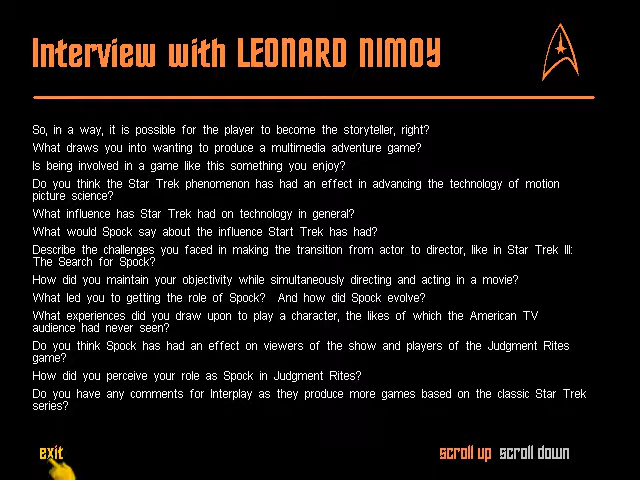 Interview with LEONARD NIMOY
So, in a way, it is possible for the player to become the storyteller, right?
What draws you into wanting to produce a multimedia adventure game?
Is being involved in a game like this something you enjoy?
Do you think the Star Trek phenomenon has had an effect in advancing the technology of motion
picture science?
What influence has Star Trek had on technology in general?
What would Spock say about the influence Start Trek has had?
Describe the challenges you faced in making the transition from actor to director, like in Star Trek III:
The Search for Spock?
How did you maintain your objectivity while simultaneously directing and acting in a movie?
What led you to getting the role of Spock?  And how did Spock evolve?
What experiences did you draw upon to play a character, the likes of which the American TV
audience had never seen?
Do you think Spock has had an effect on viewers of the show and players of the Judgment Rites
game?
How did you perceive your role as Spock in Judgment Rites?
Do you have any comments for Interplay as they produce more games based on the classic Star Trek
series?
exit
scroll up scroll down